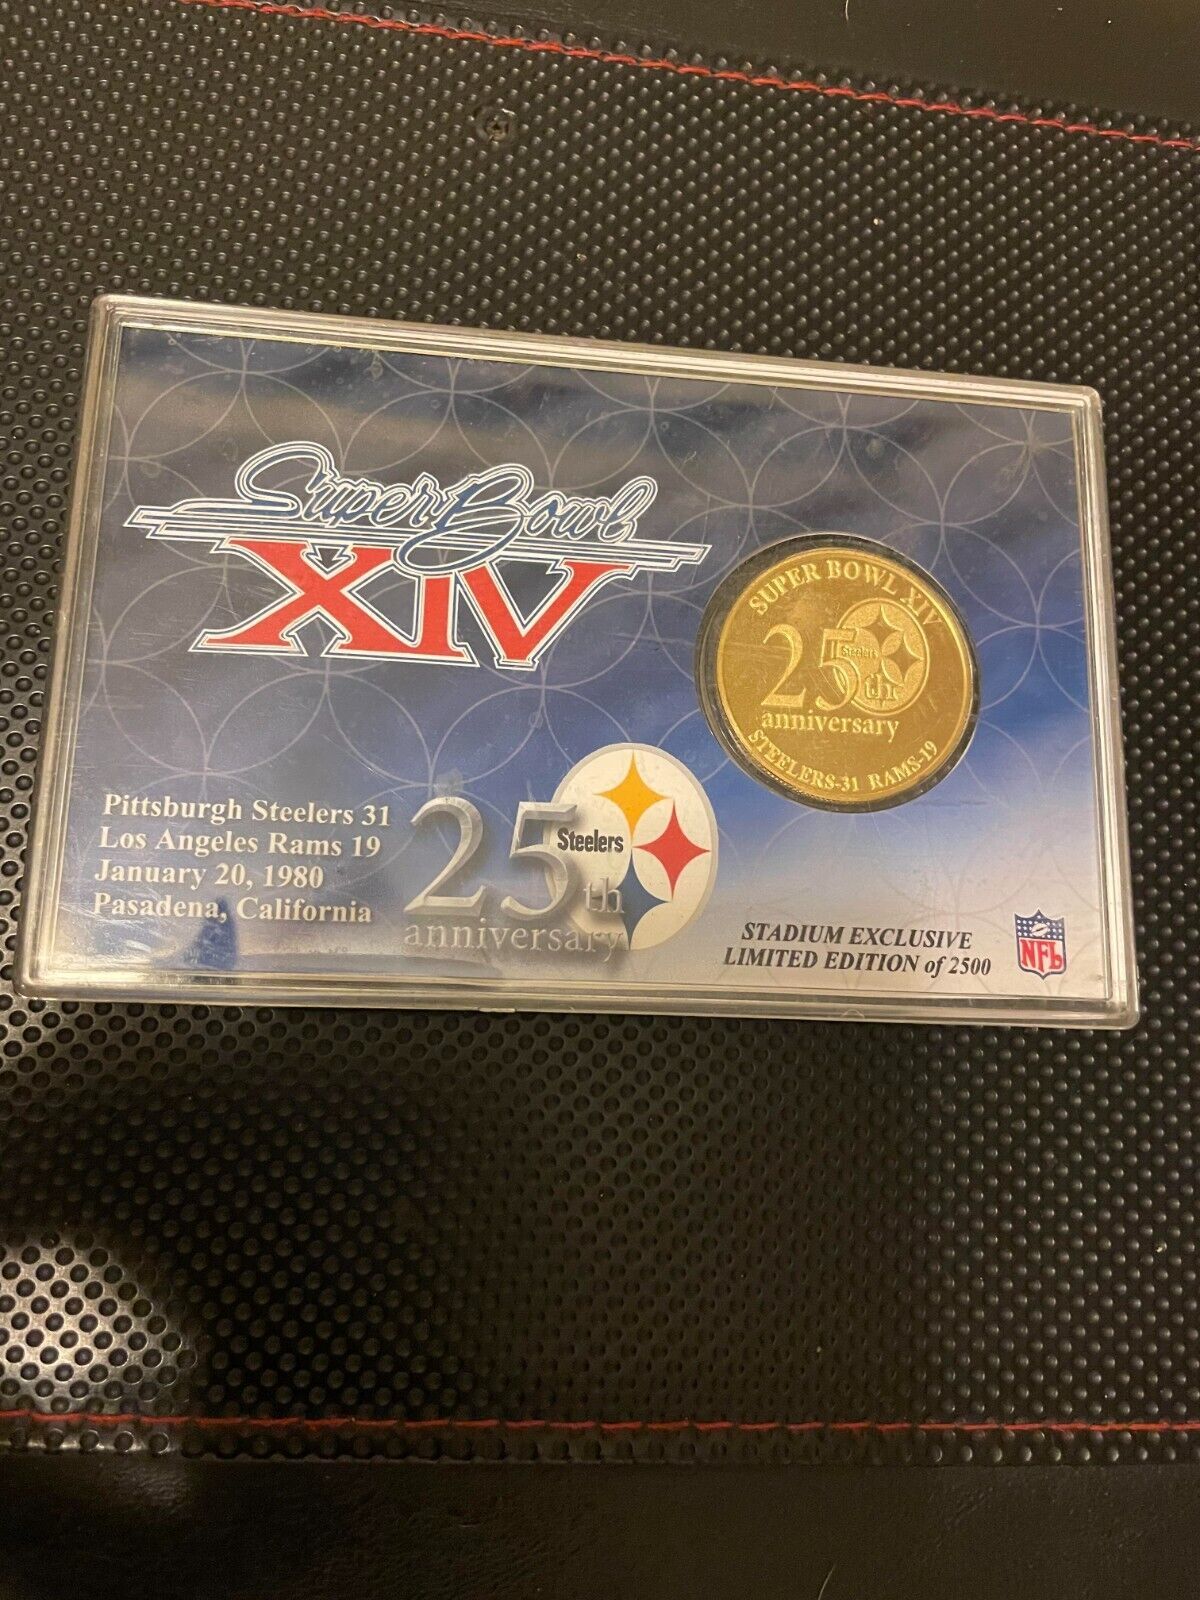 Super Bowl
XIV
SUPER BOWL XIV
25th
Steelers
anniversary
STEELERS-31 RAMS-19
Pittsburgh Steelers 31
Los Angeles Rams 19
January 20, 1980
Pasadena, California
25th
Steelers
anniversary
STADIUM EXCLUSIVE
LIMITED EDITION of 2500
NFL